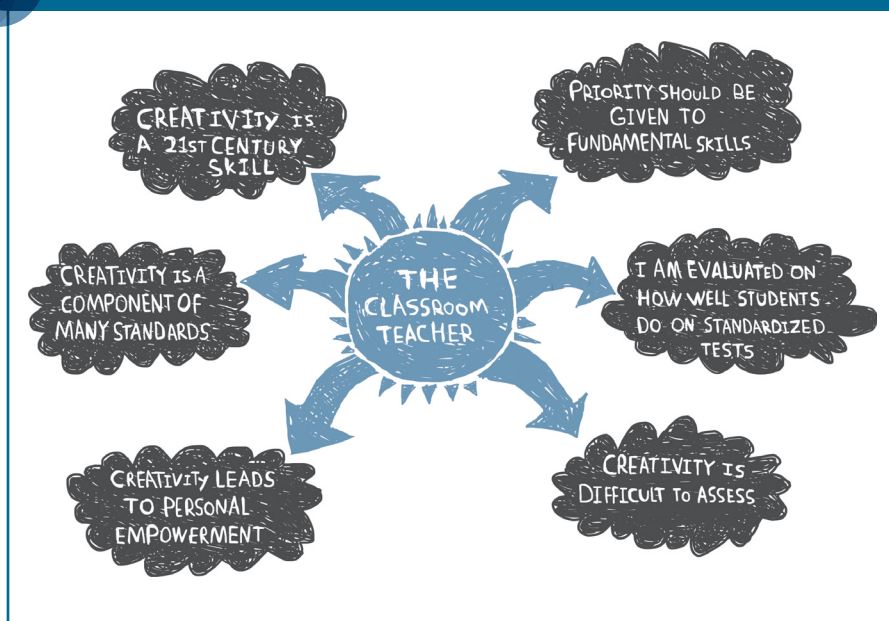 CREATIVITY IS
A 21ST CENTURY
SKILL
PRIORITY SHOULD BE
GIVEN TO
FUNDAMENTAL SKILLS
CREATIVITY IS A
COMPONENT OF
MANY STANDARDS
THE
CLASSROOM
TEACHER
I AM EVALUATED ON
HOW WELL STUDENTS
DO ON STANDARDIZED
TESTS
CREATIVITY LEADS
TO PERSONAL
EMPOWERMENT
CREATIVITY IS
DIFFICULT TO ASSESS